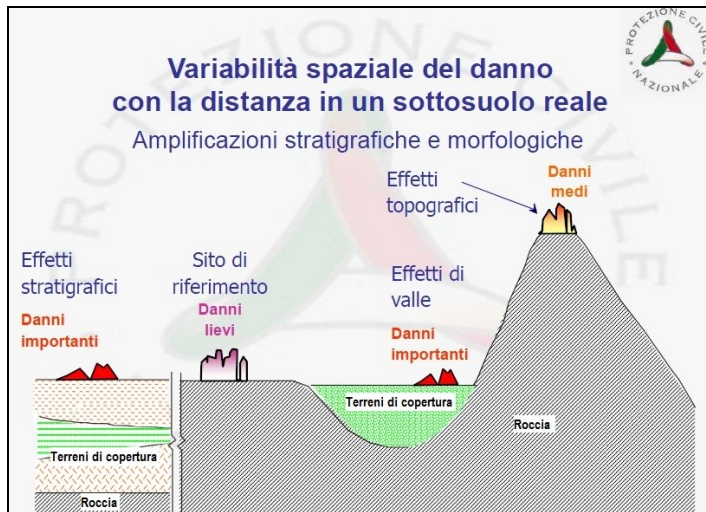 PROTEZIONE CIVILE
NAZIONALE
PROTEZIONE CIVILE
Variabilità spaziale del danno
con la distanza in un sottosuolo reale
Amplificazioni stratigrafiche e morfologiche
Effetti
topografici
Danni
medi
Effetti
stratigrafici
Danni
importanti
Sito di
riferimento
Danni
lievi
Effetti di
valle
Danni
importanti
Terreni di copertura
Terreni di copertura
Roccia
Roccia